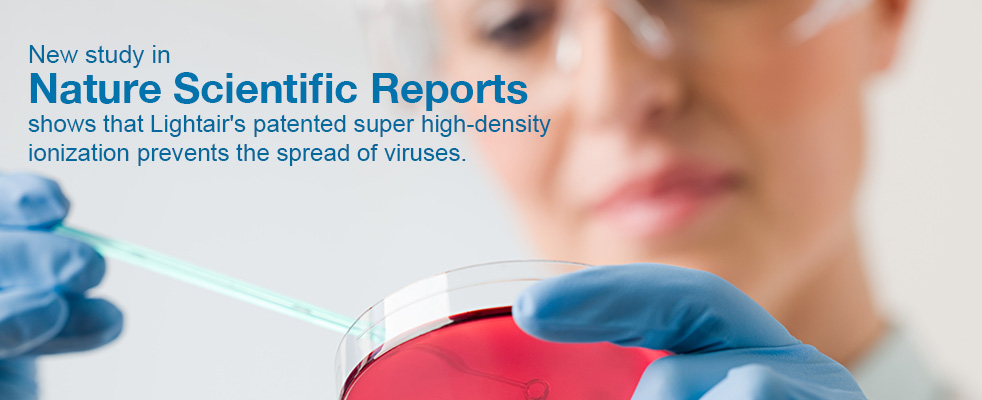 New study in
Nature Scientific Reports
shows that Lightair's patented super high-density
ionization prevents the spread of viruses.